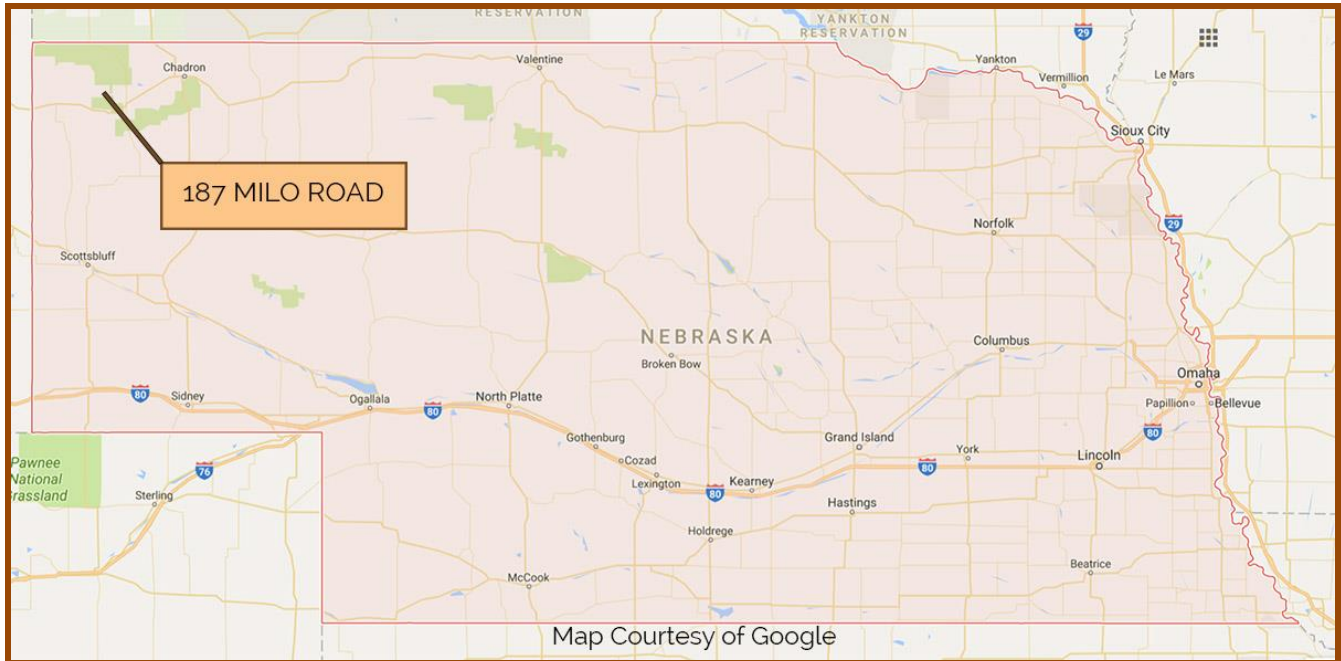 RESERVATION
YANKTON
RESERVATION
29
Chadron
Valentine
Yankton
Vermillion
Le Mars
Sioux City
187 MILO ROAD
29
Norfolk
Scottsbluff
NEBRASKA
Broken Bow
Columbus
Omaha
Papillion
Bellevue
80
Sidney
Ogallala
80
North Platte
Gothenburg
Cozad
Lexington
80
Kearney
Grand Island
80
York
Lincoln
80
Pawnee
National
Grassland
76
Sterling
Hastings
Holdrege
McCook
Beatrice
Map Courtesy of Google